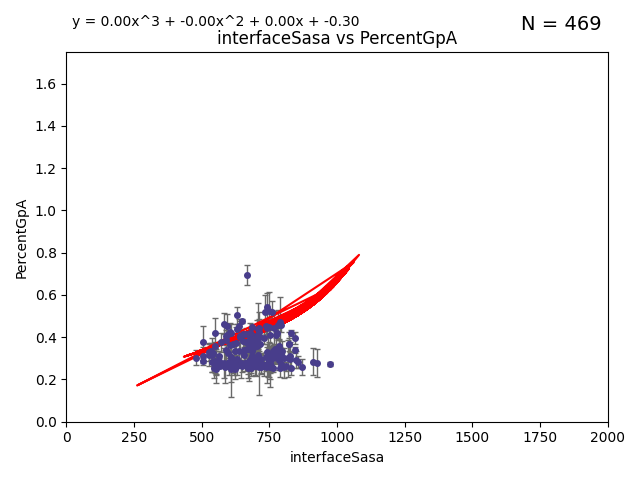 y = 0.00x^3 + -0.00x^2 + 0.00x + -0.30
N = 469
interfaceSasa vs PercentGpA
PercentGpA
1.6
1.4
1.2
1.0
0.8
0.6
0.4
0.2
0.0
0 250 500 750 1000 1250 1500 1750 2000
interfaceSasa